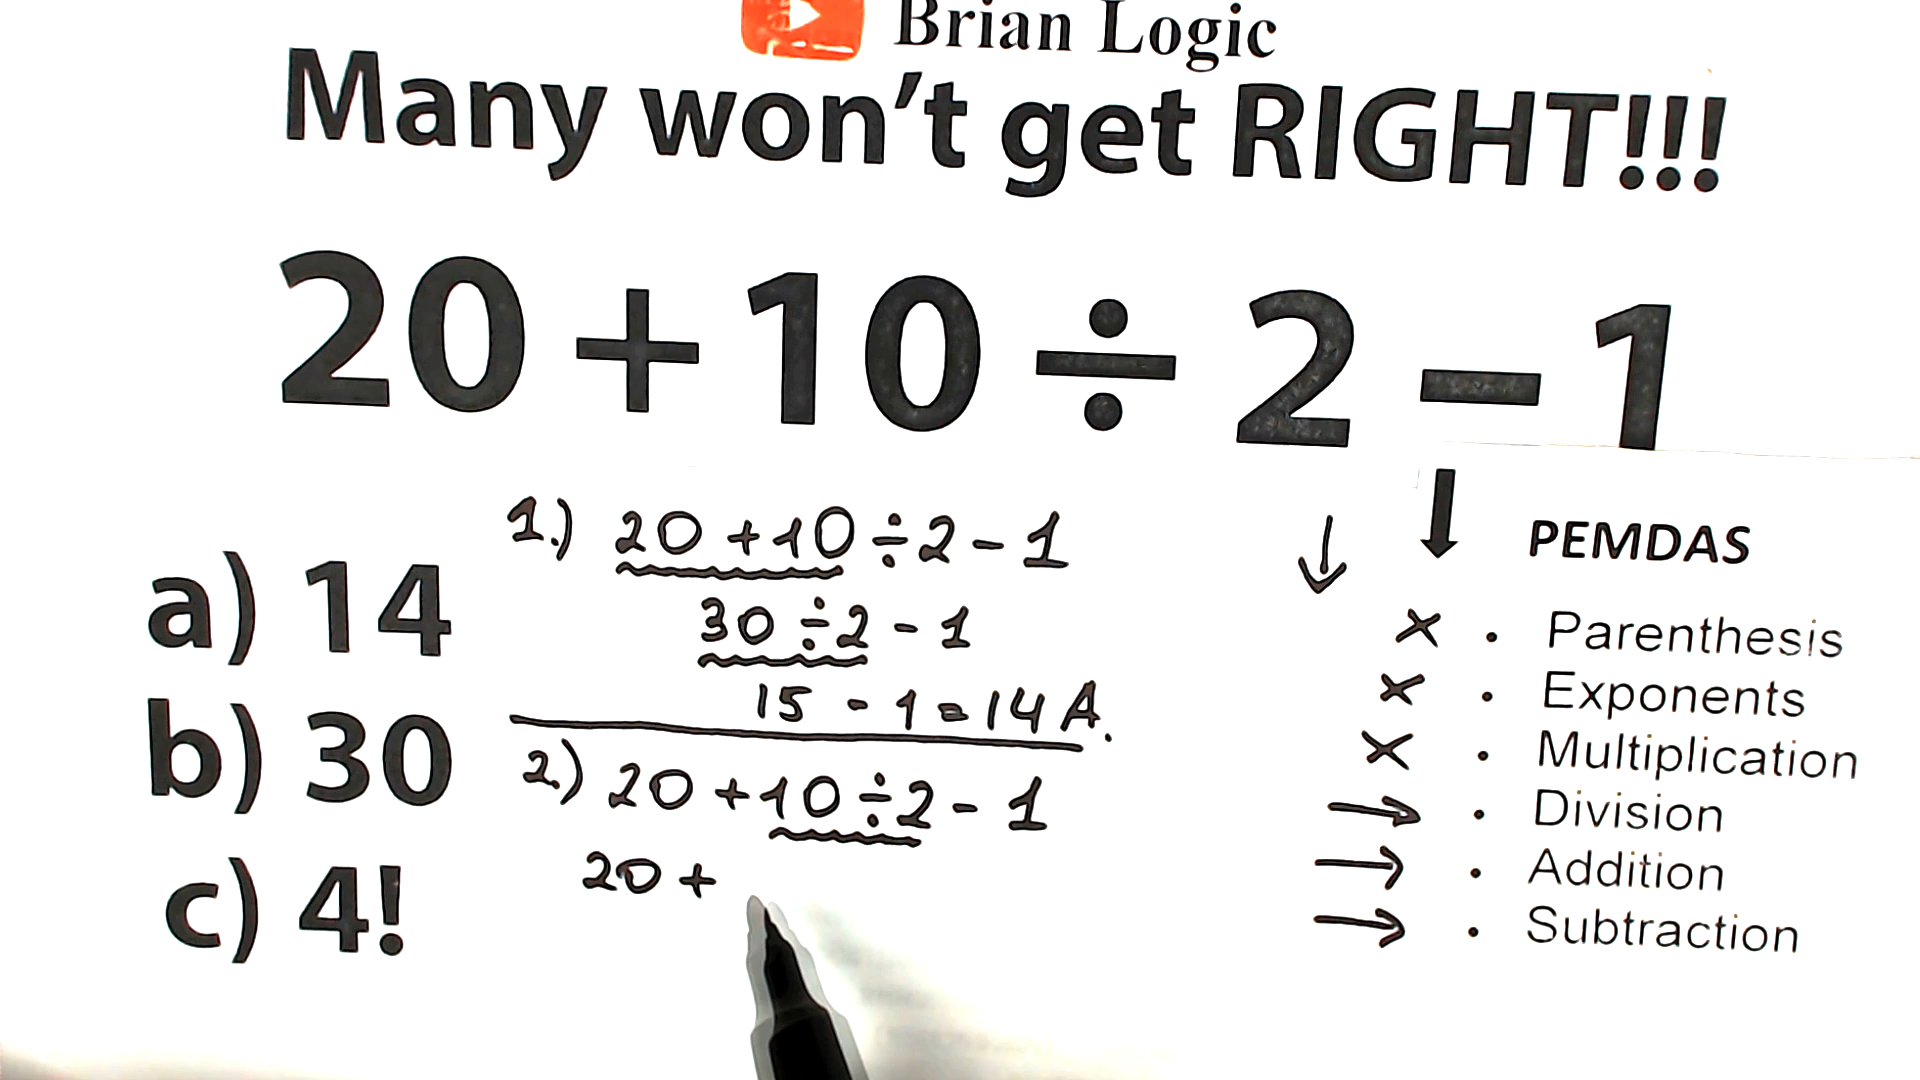 Brian Logic
Many won't get RIGHT!!!
20 + 10 ÷ 2 – 1
a) 14
b) 30
c) 4!
1.) 20 + 10 ÷ 2 - 1
30 ÷ 2 - 1
15 - 1 = 14 A.
2.) 20 + 10 ÷ 2 - 1
20 +
↓ PEMDAS
× · Parenthesis
× · Exponents
× · Multiplication
→ · Division
→ · Addition
→ · Subtraction